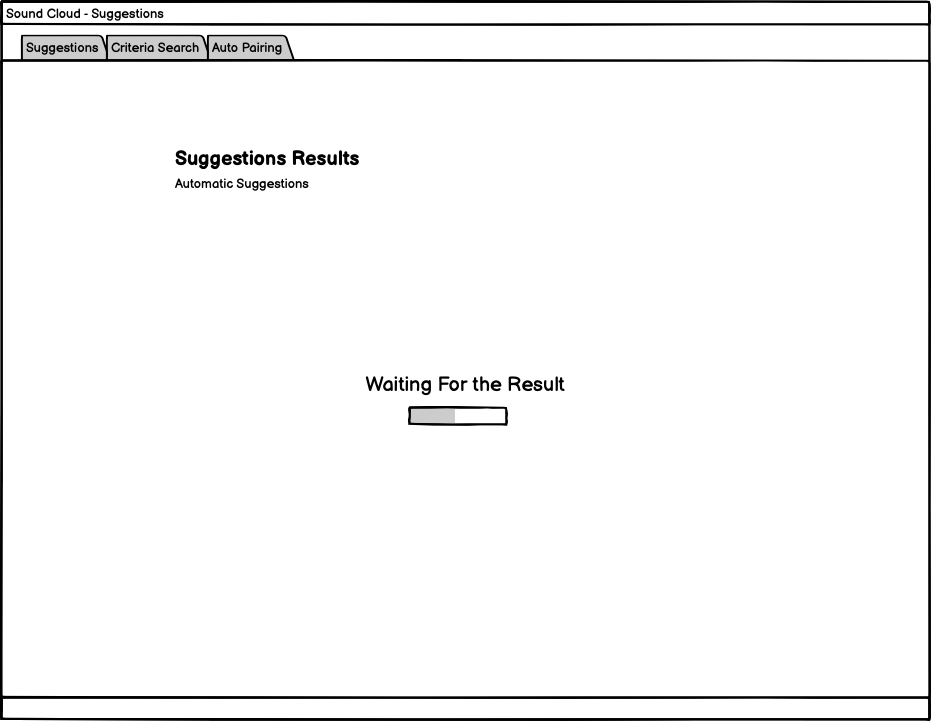 Sound Cloud - Suggestions
Suggestions Criteria Search Auto Pairing
Suggestions Results
Automatic Suggestions
Waiting For the Result